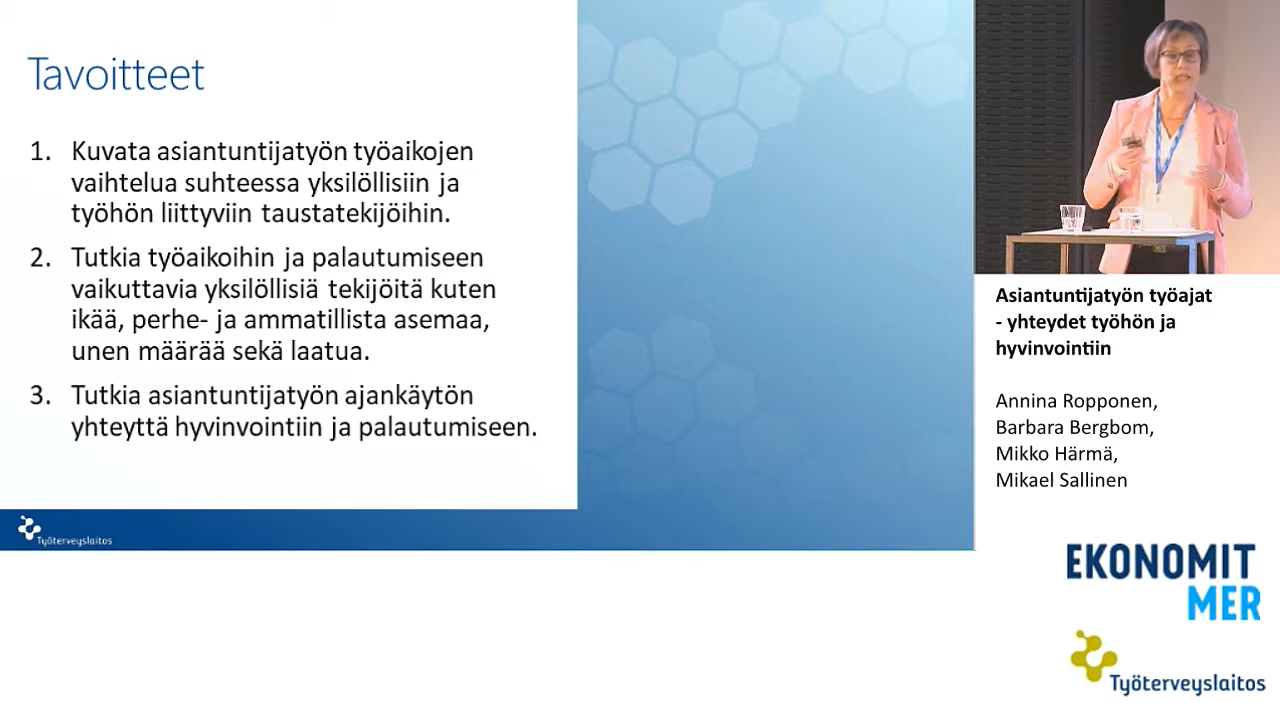 Tavoitteet
1. Kuvata asiantuntijatyön työaikojen
vaihtelua suhteessa yksilöllisiin ja
työhön liittyviin taustatekijöihin.
2. Tutkia työaikoihin ja palautumiseen
vaikuttavia yksilöllisiä tekijöitä kuten
ikää, perhe- ja ammatillista asemaa,
unen määrää sekä laatua.
3. Tutkia asiantuntijatyön ajankäytön
yhteyttä hyvinvointiin ja palautumiseen.
Työterveyslaitos
Asiantuntijatyön työajat
- yhteydet työhön ja
hyvinvointiin
Annina Ropponen,
Barbara Bergbom,
Mikko Härmä,
Mikael Sallinen
EKONOMIT
MER
Työterveyslaitos